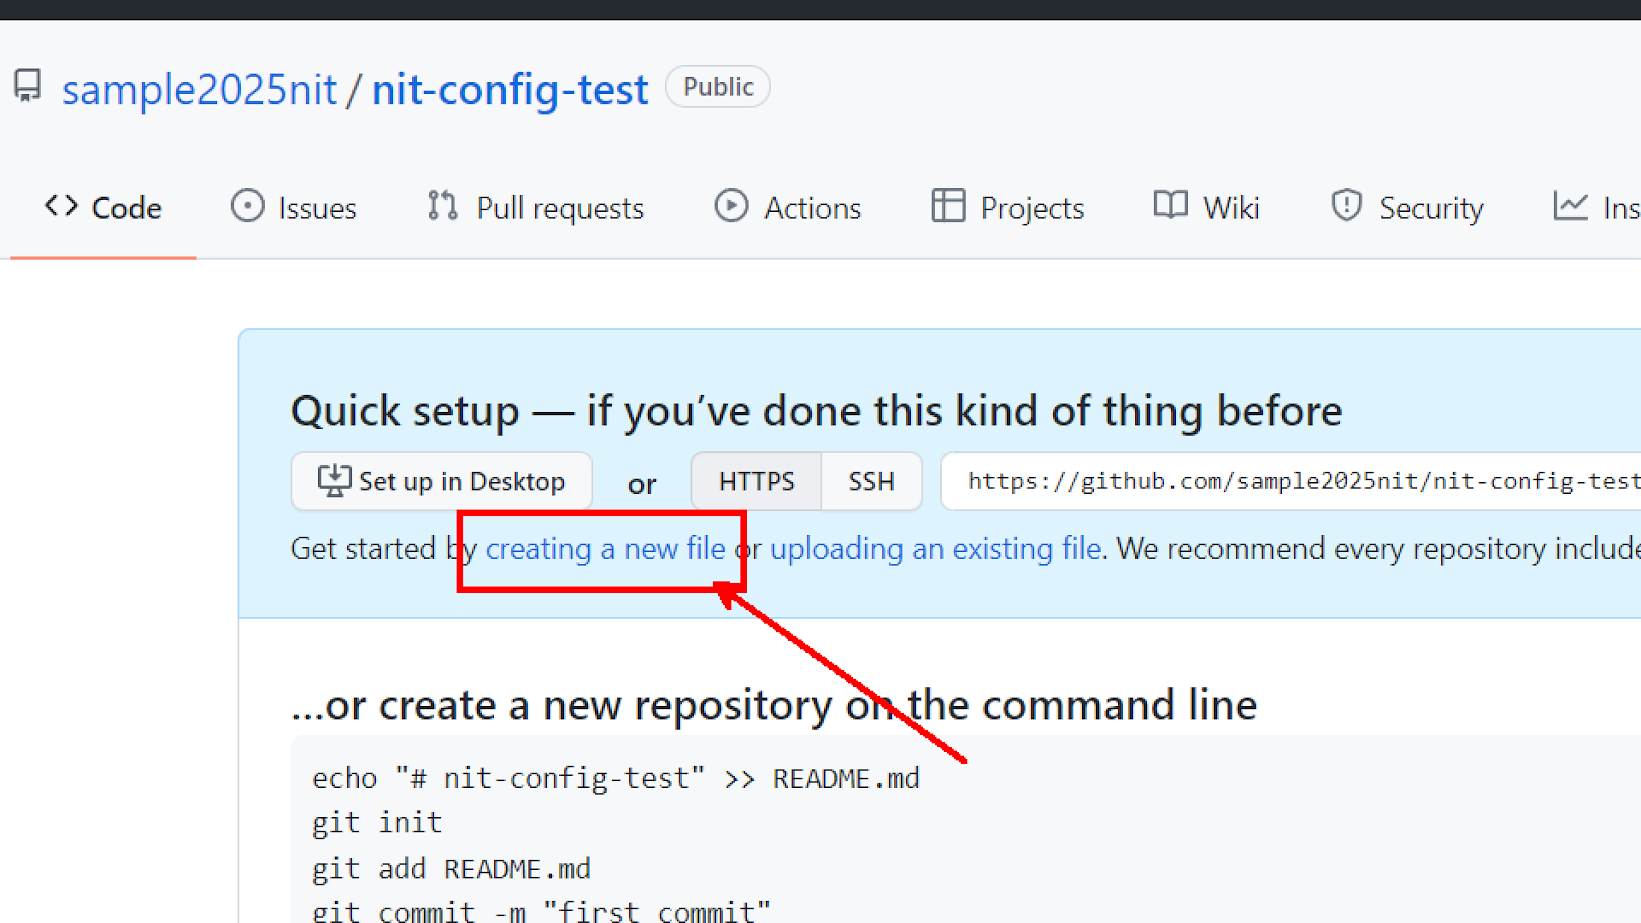 sample2025nit / nit-config-test Public
Code Issues Pull requests Actions Projects Wiki Security Ins
Quick setup — if you’ve done this kind of thing before
Set up in Desktop or HTTPS SSH https://github.com/sample2025nit/nit-config-test
Get started by creating a new file or uploading an existing file. We recommend every repository include
…or create a new repository on the command line
echo "# nit-config-test" >> README.md
git init
git add README.md
git commit -m "first commit"